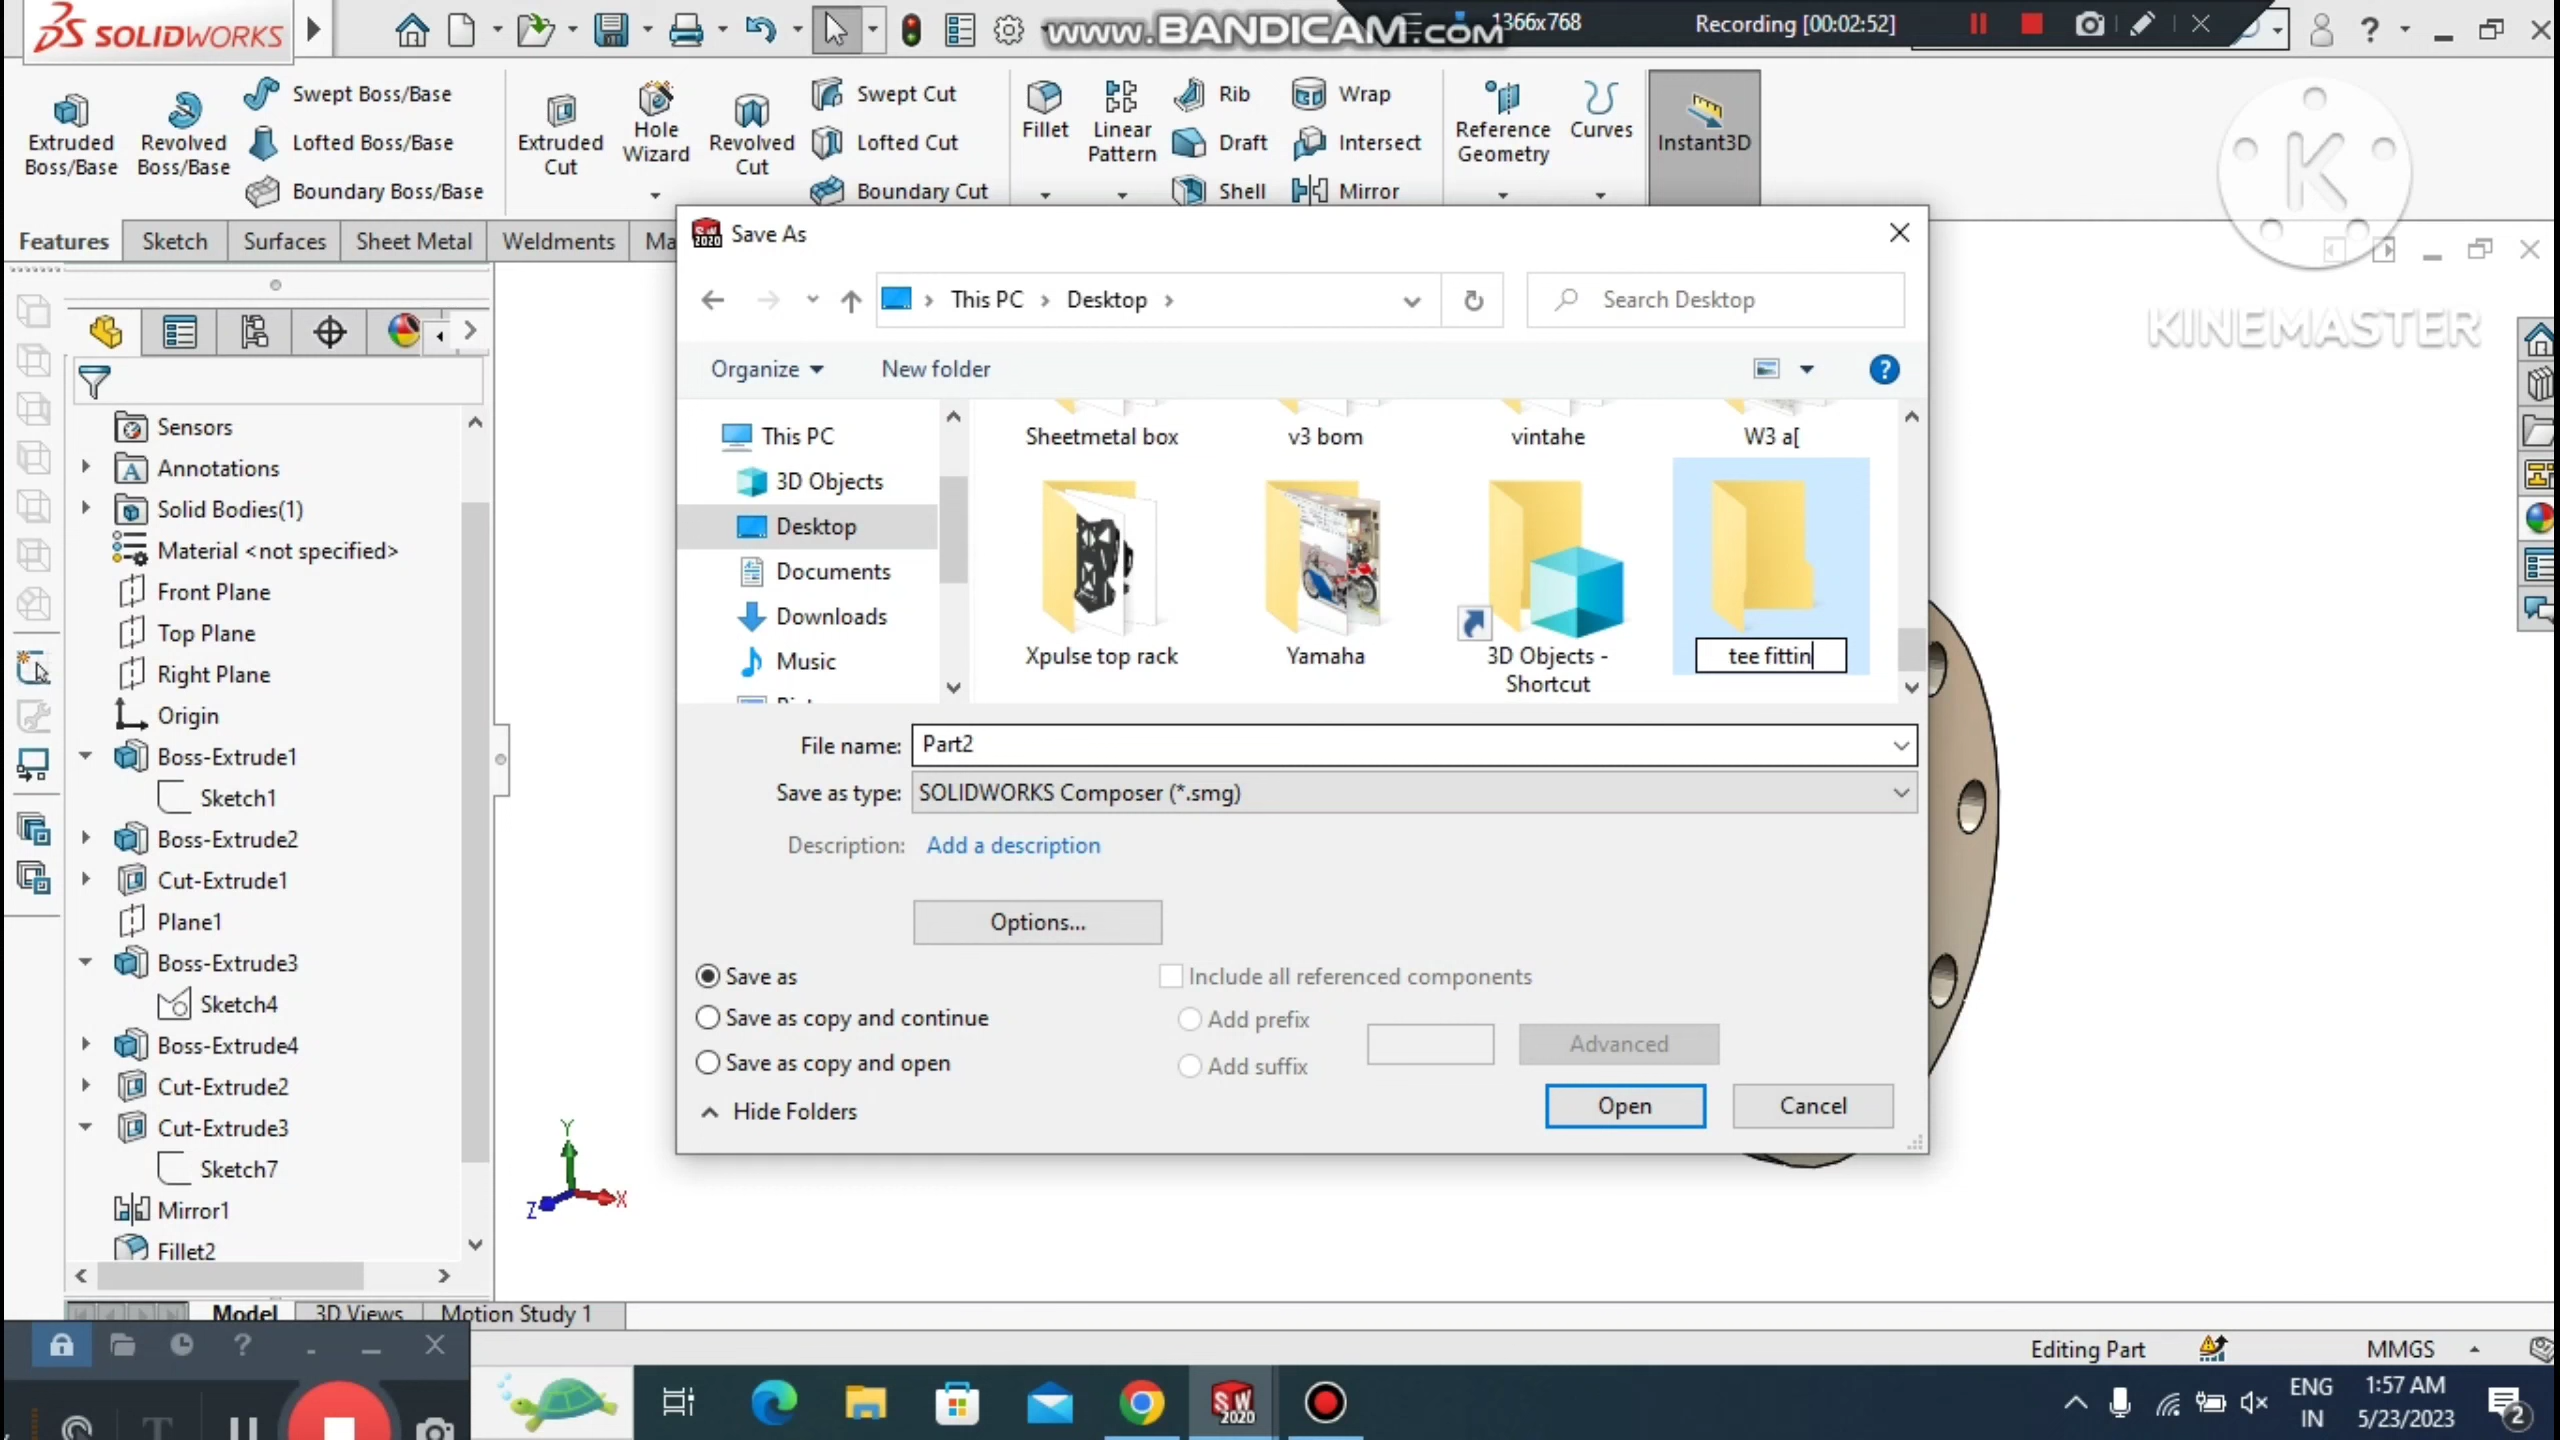 SOLIDWORKS
www.BANDICAM.com
1366x768
Recording [00:02:52]
Extruded Boss/Base
Revolved Boss/Base
Swept Boss/Base
Lofted Boss/Base
Boundary Boss/Base
Extruded Cut
Hole Wizard
Revolved Cut
Swept Cut
Lofted Cut
Boundary Cut
Fillet
Linear Pattern
Rib
Draft
Shell
Wrap
Intersect
Mirror
Reference Geometry
Curves
Instant3D
K
KINEMASTER
Features
Sketch
Surfaces
Sheet Metal
Weldments
Ma
Sensors
Annotations
Solid Bodies(1)
Material <not specified>
Front Plane
Top Plane
Right Plane
Origin
Boss-Extrude1
Sketch1
Boss-Extrude2
Cut-Extrude1
Plane1
Boss-Extrude3
Sketch4
Boss-Extrude4
Cut-Extrude2
Cut-Extrude3
Sketch7
Mirror1
Fillet2
SW 2020
Save As
This PC > Desktop >
Search Desktop
Organize
New folder
This PC
3D Objects
Desktop
Documents
Downloads
Music
Sheetmetal box
v3 bom
vintahe
W3 a[
Xpulse top rack
Yamaha
3D Objects - Shortcut
tee fittin
File name: Part2
Save as type: SOLIDWORKS Composer (*.smg)
Description: Add a description
Options...
Save as
Save as copy and continue
Save as copy and open
Include all referenced components
Add prefix
Add suffix
Advanced
Hide Folders
Open
Cancel
Y
X
Z
Model
3D Views
Motion Study 1
Editing Part
MMGS
SW 2020
ENG
IN
1:57 AM
5/23/2023
2